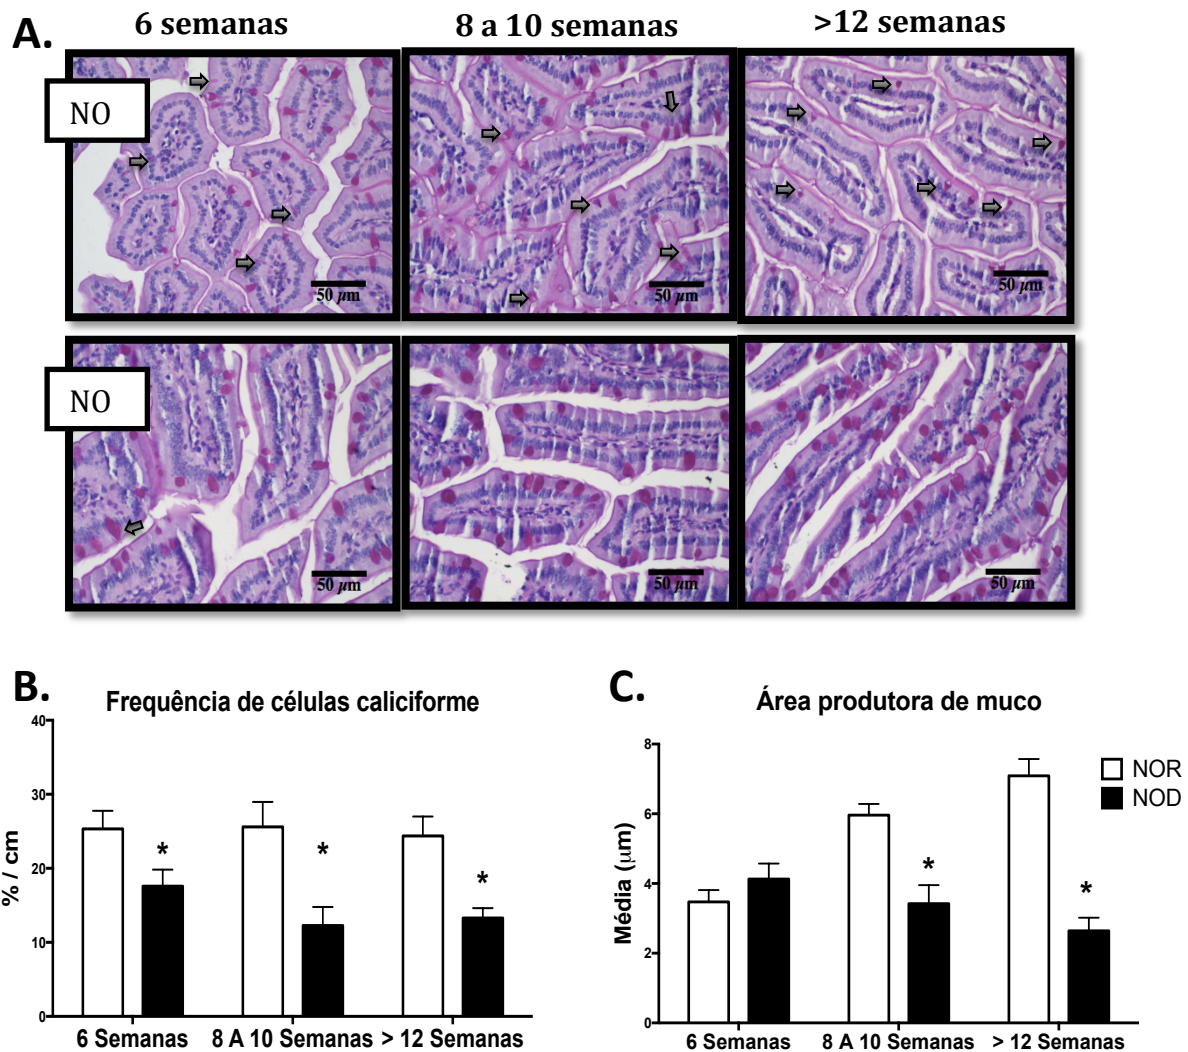 A.
6 semanas
8 a 10 semanas
>12 semanas
NO
50 µm
50 µm
50 µm
NO
50 µm
50 µm
50 µm
B.
Frequência de células caliciforme
% / cm
40
30
20
10
0
*
*
*
6 Semanas
8 A 10 Semanas
> 12 Semanas
C.
Área produtora de muco
Média (µm)
8
6
4
2
0
*
*
6 Semanas
8 A 10 Semanas
> 12 Semanas
NOR
NOD